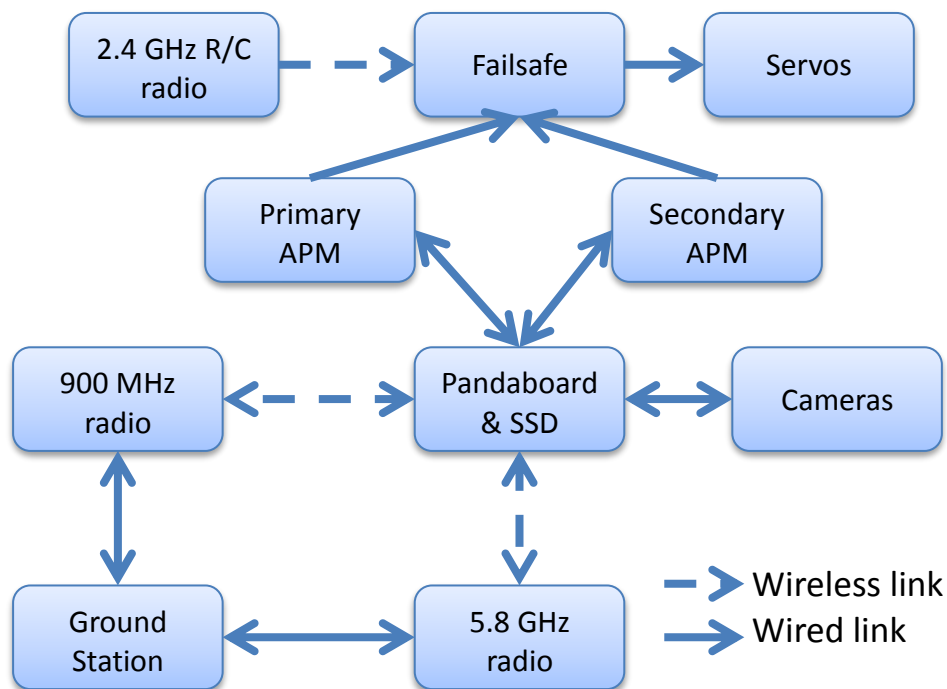 2.4 GHz R/C
radio
Failsafe
Servos
Primary
APM
Secondary
APM
900 MHz
radio
Pandaboard
& SSD
Cameras
Ground
Station
5.8 GHz
radio
Wireless link
Wired link